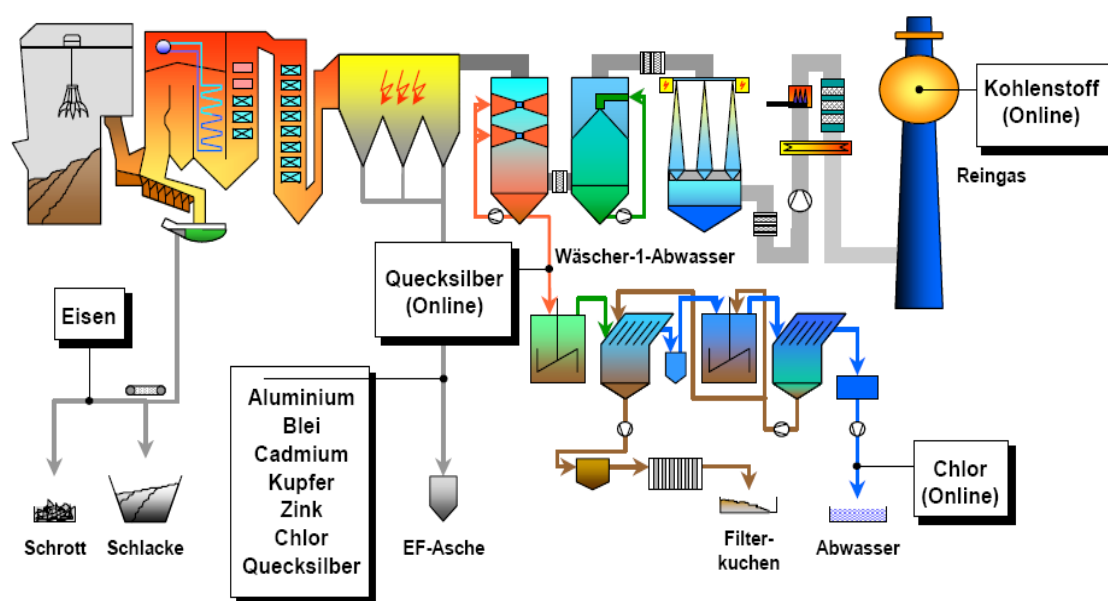 Kohlenstoff
(Online)
Reingas
Wäscher-1-Abwasser
Quecksilber
(Online)
Eisen
Aluminium
Blei
Cadmium
Kupfer
Zink
Chlor
Quecksilber
Chlor
(Online)
Schrott
Schlacke
EF-Asche
Filter-
kuchen
Abwasser